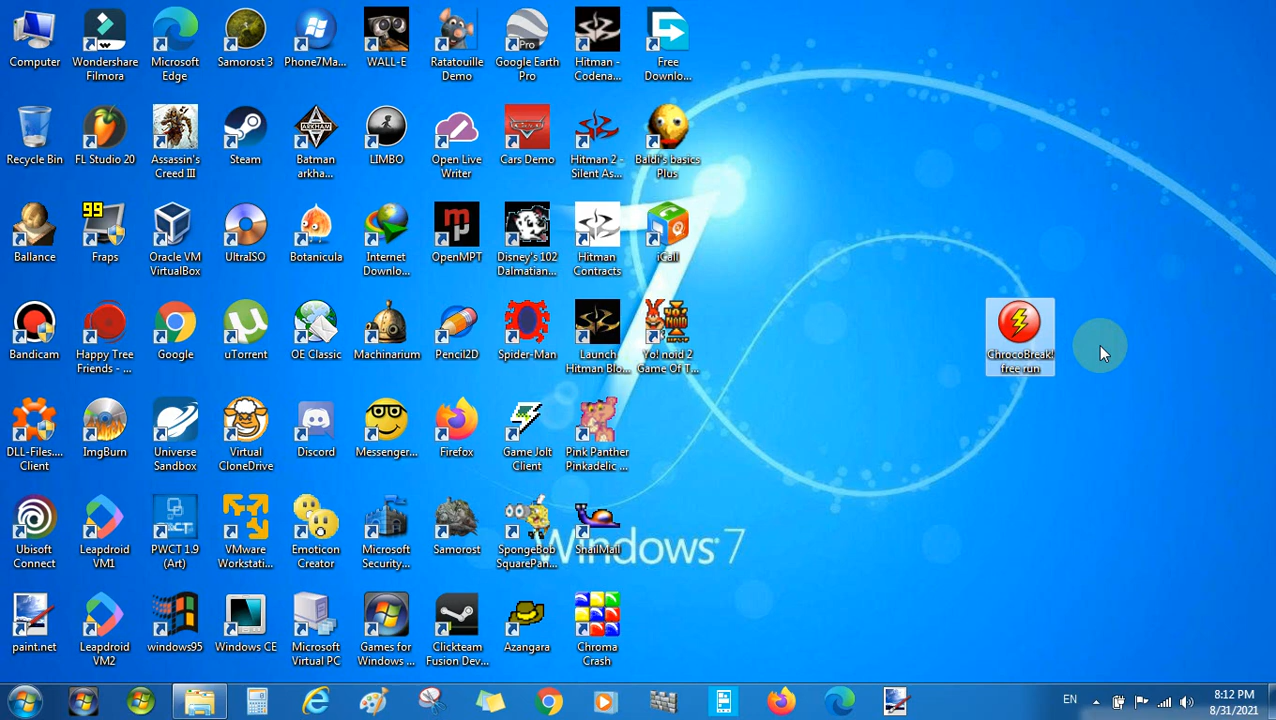 Computer
Wondershare
Filmora
Microsoft
Edge
Samorost 3
Phone7Ma...
WALL-E
Ratatouille
Demo
Pro
Google Earth
Pro
Hitman -
Codena...
Free
Downlo...
Recycle Bin
FL Studio 20
Assassin's
Creed III
Steam
ARKHAM
Batman
arkha...
LIMBO
Open Live
Writer
Cars Demo
Hitman 2 -
Silent As...
Baldi's basics
Plus
Ballance
99
Fraps
Oracle VM
VirtualBox
UltraISO
Botanicula
Internet
Downlo...
mp
OpenMPT
Disney's 102
Dalmatian...
Hitman
Contracts
iCall
Bandicam
Happy Tree
Friends - ...
Google
uTorrent
OE Classic
Machinarium
Pencil2D
Spider-Man
Launch
Hitman Blo...
YO!
NOID
Yo! noid 2
Game Of T...
ChrocoBreak!
free run
DLL-Files....
Client
ImgBurn
Universe
Sandbox
Virtual
CloneDrive
Discord
Messenger...
Firefox
Game Jolt
Client
Pink Panther
Pinkadelic ...
Ubisoft
Connect
Leapdroid
VM1
PWCT
PWCT 1.9
(Art)
VMware
Workstati...
Emoticon
Creator
Microsoft
Security...
Samorost
SpongeBob
SquarePan...
SnailMail
Windows 7
paint.net
Leapdroid
VM2
windows95
Windows CE
Microsoft
Virtual PC
Games for
Windows ...
Clickteam
Fusion Dev...
Azangara
Chroma
Crash
EN
8:12 PM
8/31/2021